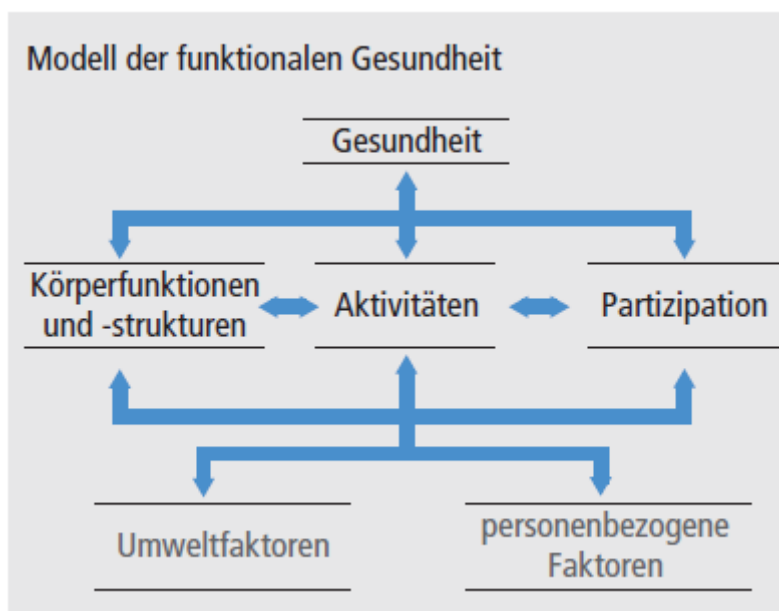 Modell der funktionalen Gesundheit
Gesundheit
Körperfunktionen
und -strukturen
Aktivitäten
Partizipation
Umweltfaktoren
personenbezogene
Faktoren